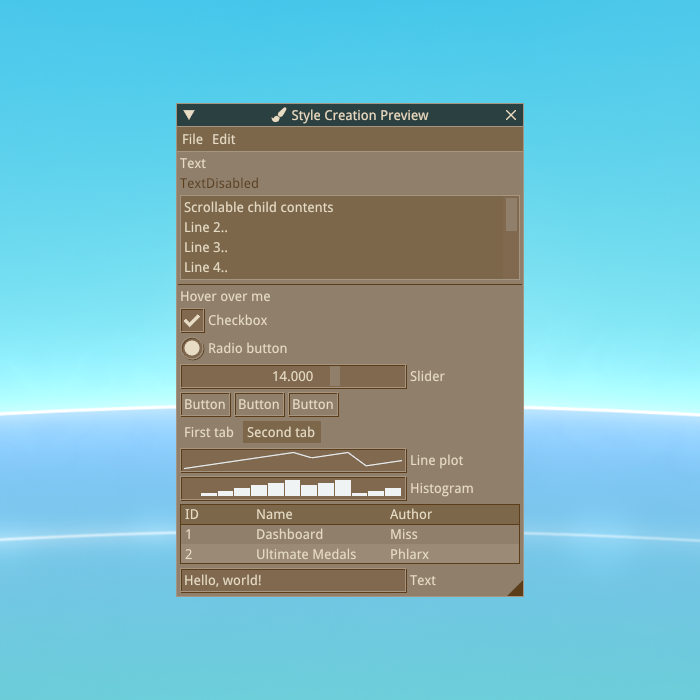 Style Creation Preview
File Edit
Text
TextDisabled
Scrollable child contents
Line 2..
Line 3..
Line 4..
Hover over me
Checkbox
Radio button
14.000 Slider
Button Button Button
First tab Second tab
Line plot
Histogram
ID Name Author
1 Dashboard Miss
2 Ultimate Medals Phlarx
Hello, world! Text